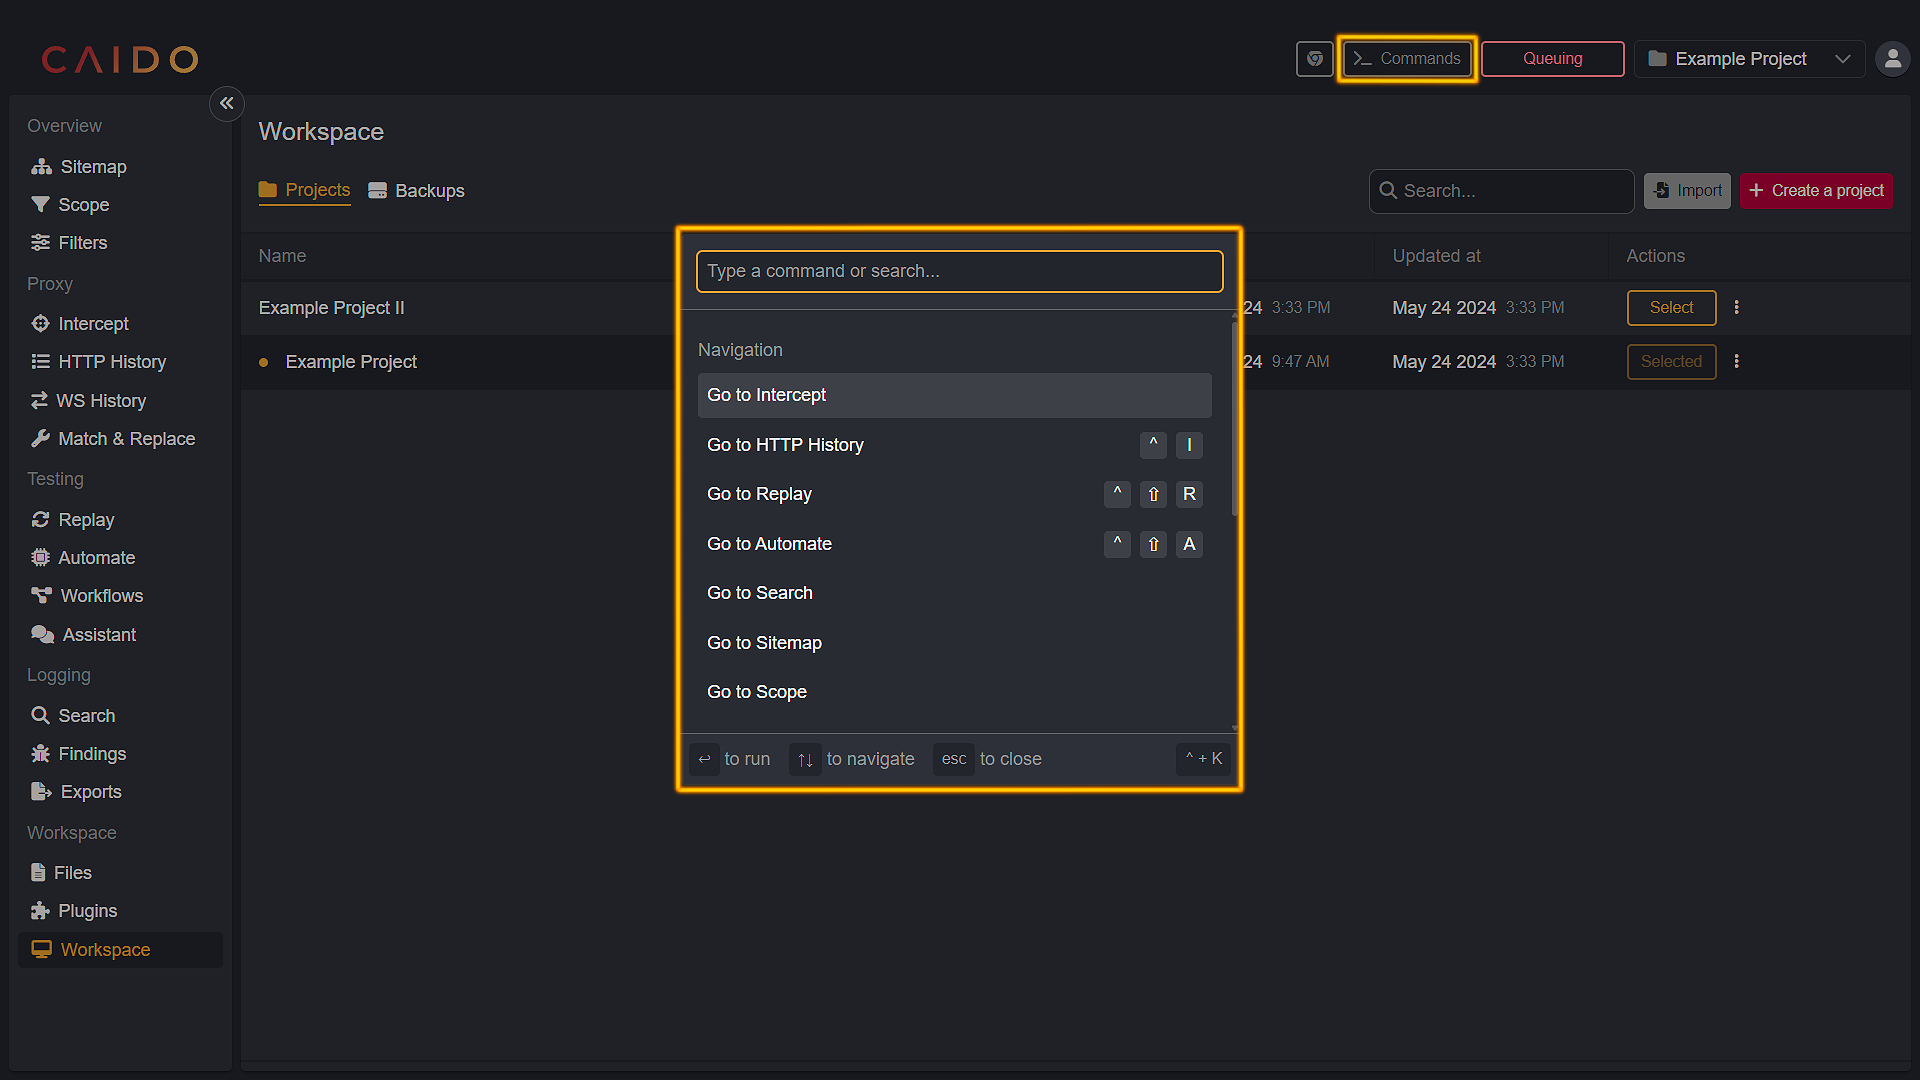 CAIDO
Commands
Queuing
Example Project
Overview
Sitemap
Scope
Filters
Proxy
Intercept
HTTP History
WS History
Match & Replace
Testing
Replay
Automate
Workflows
Assistant
Logging
Search
Findings
Exports
Workspace
Files
Plugins
Workspace
Workspace
Projects
Backups
Search...
Import
+ Create a project
Name
Updated at
Actions
Example Project II
24 3:33 PM
May 24 2024 3:33 PM
Select
Example Project
24 9:47 AM
May 24 2024 3:33 PM
Selected
Type a command or search...
Navigation
Go to Intercept
Go to HTTP History ^ I
Go to Replay ^ ⇧ R
Go to Automate ^ ⇧ A
Go to Search
Go to Sitemap
Go to Scope
↩ to run ↑↓ to navigate esc to close ^ + K